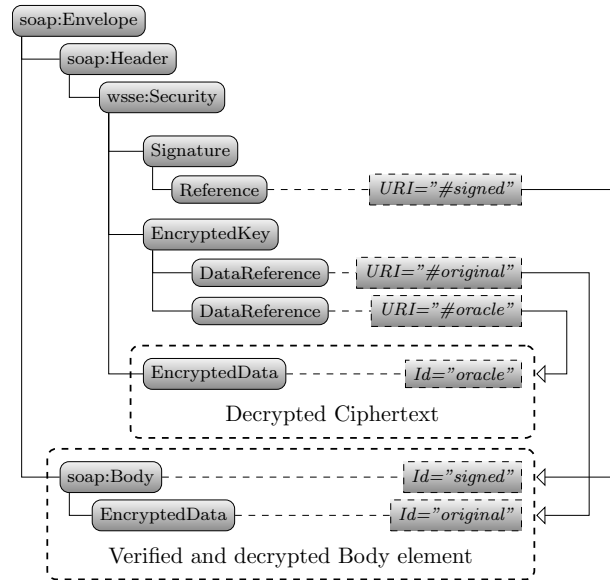 soap:Envelope
soap:Header
wsse:Security
Signature
Reference URI="#signed"
EncryptedKey
DataReference URI="#original"
DataReference URI="#oracle"
EncryptedData Id="oracle"
Decrypted Ciphertext
soap:Body Id="signed"
EncryptedData Id="original"
Verified and decrypted Body element